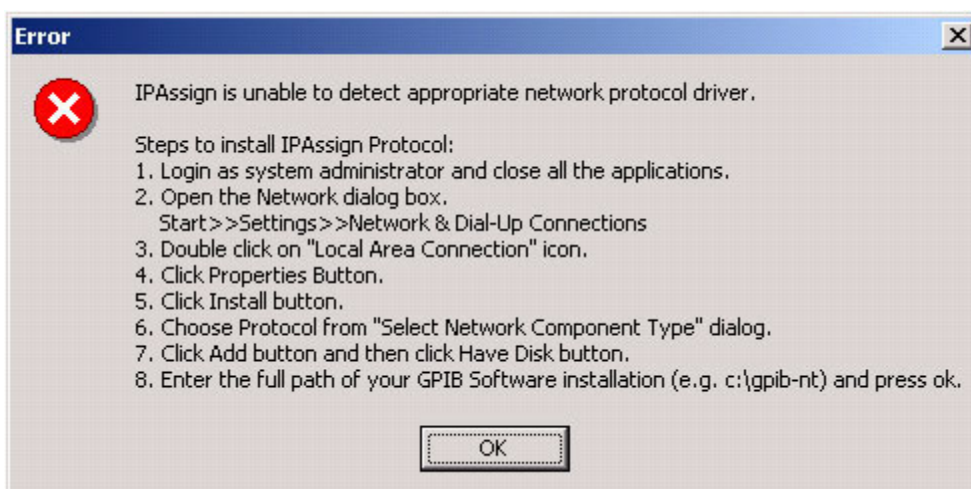 Error
IPAssign is unable to detect appropriate network protocol driver.
Steps to install IPAssign Protocol:
1. Login as system administrator and close all the applications.
2. Open the Network dialog box.
Start>>Settings>>Network & Dial-Up Connections
3. Double click on "Local Area Connection" icon.
4. Click Properties Button.
5. Click Install button.
6. Choose Protocol from "Select Network Component Type" dialog.
7. Click Add button and then click Have Disk button.
8. Enter the full path of your GPIB Software installation (e.g. c:\gpib-nt) and press ok.
OK